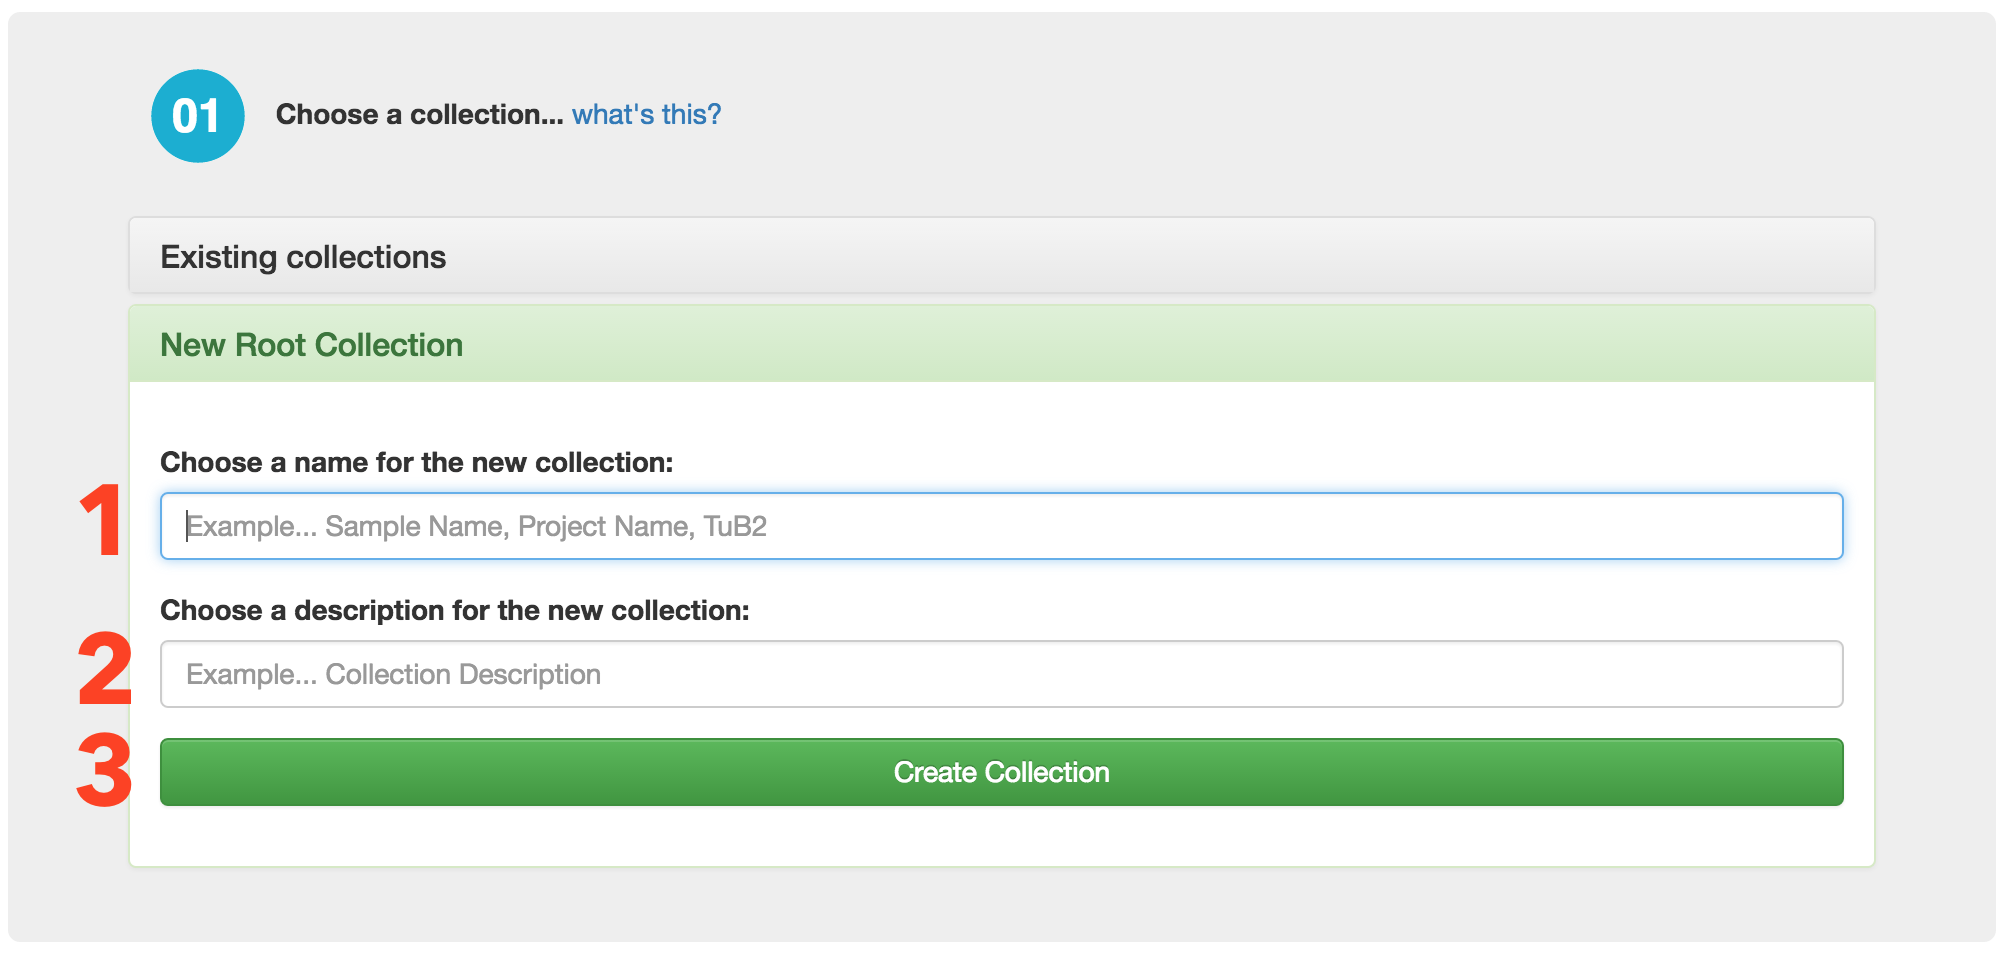 01 Choose a collection... what's this?
Existing collections
New Root Collection
Choose a name for the new collection:
1 Example... Sample Name, Project Name, TuB2
Choose a description for the new collection:
2 Example... Collection Description
3 Create Collection